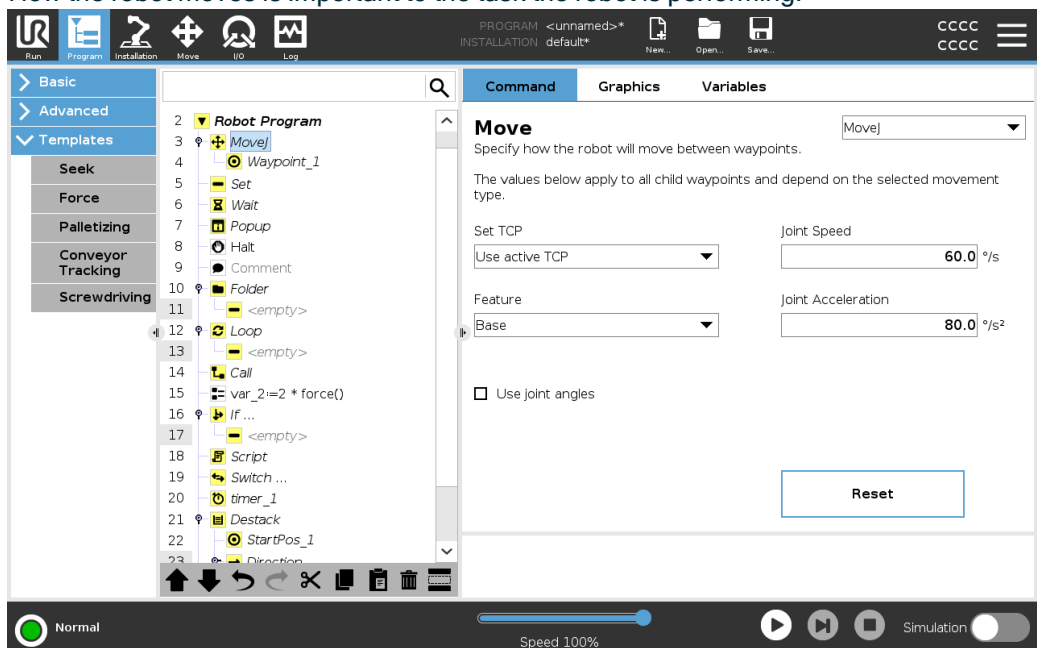 How the robot moves is important to the task the robot is performing.
PROGRAM <unnamed>*
INSTALLATION default*
New... Open... Save...
CCCC
CCCC
Run Program Installation Move I/O Log
Basic
Advanced
Templates
Seek
Force
Palletizing
Conveyor
Tracking
Screwdriving
2 Robot Program
3 MoveJ
4 Waypoint_1
5 Set
6 Wait
7 Popup
8 Halt
9 Comment
10 Folder
11 <empty>
12 Loop
13 <empty>
14 Call
15 var_2:=2 * force()
16 If ...
17 <empty>
18 Script
19 Switch ...
20 timer_1
21 Destack
22 StartPos_1
23 Direction
Command Graphics Variables
Move
MoveJ
Specify how the robot will move between waypoints.
The values below apply to all child waypoints and depend on the selected movement
type.
Set TCP Joint Speed
Use active TCP 60.0 °/s
Feature Joint Acceleration
Base 80.0 °/s²
Use joint angles
Reset
Normal
Speed 100%
Simulation